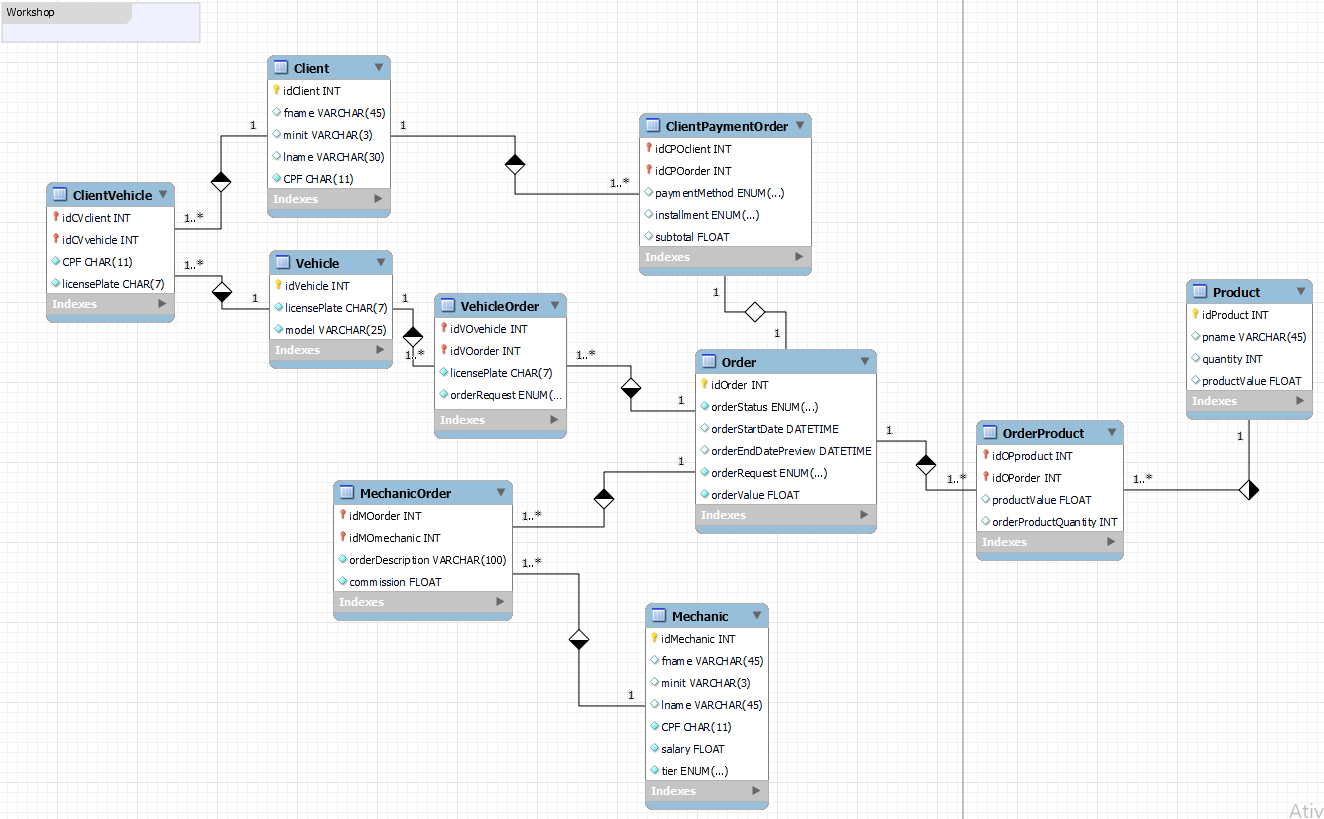 Workshop
Client
idClient INT
fname VARCHAR(45)
minit VARCHAR(3)
lname VARCHAR(30)
CPF CHAR(11)
Indexes
1
1
ClientVehicle
idCVclient INT
idCVvehicle INT
CPF CHAR(11)
licensePlate CHAR(7)
Indexes
1..*
1..*
1
Vehicle
idVehicle INT
licensePlate CHAR(7)
model VARCHAR(25)
Indexes
1
1..*
VehicleOrder
idVOvehicle INT
idVOorder INT
licensePlate CHAR(7)
orderRequest ENUM(...
Indexes
1..*
1
ClientPaymentOrder
idCPOclient INT
idCPOorder INT
paymentMethod ENUM(...)
installment ENUM(...)
subtotal FLOAT
Indexes
1..*
1
1
Order
idOrder INT
orderStatus ENUM(...)
orderStartDate DATETIME
orderEndDatePreview DATETIME
orderRequest ENUM(...)
orderValue FLOAT
Indexes
1
1
1..*
Product
idProduct INT
pname VARCHAR(45)
quantity INT
productValue FLOAT
Indexes
1
OrderProduct
idOPproduct INT
idOPorder INT
productValue FLOAT
orderProductQuantity INT
Indexes
1..*
MechanicOrder
idMOorder INT
idMOmechanic INT
orderDescription VARCHAR(100)
commission FLOAT
Indexes
1..*
1..*
1
Mechanic
idMechanic INT
fname VARCHAR(45)
minit VARCHAR(3)
lname VARCHAR(45)
CPF CHAR(11)
salary FLOAT
tier ENUM(...)
Indexes
Ativ